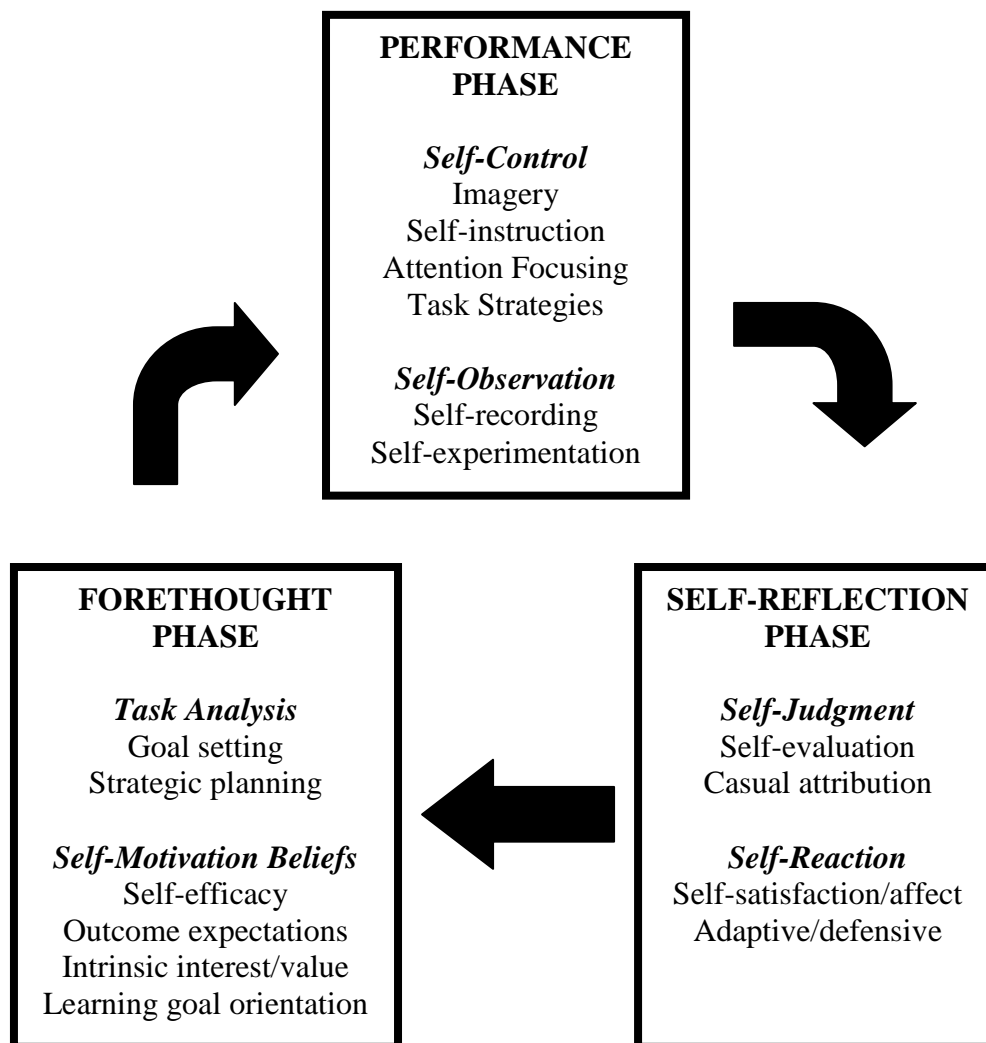 PERFORMANCE
PHASE
Self-Control
Imagery
Self-instruction
Attention Focusing
Task Strategies
Self-Observation
Self-recording
Self-experimentation
FORETHOUGHT
PHASE
Task Analysis
Goal setting
Strategic planning
Self-Motivation Beliefs
Self-efficacy
Outcome expectations
Intrinsic interest/value
Learning goal orientation
SELF-REFLECTION
PHASE
Self-Judgment
Self-evaluation
Casual attribution
Self-Reaction
Self-satisfaction/affect
Adaptive/defensive